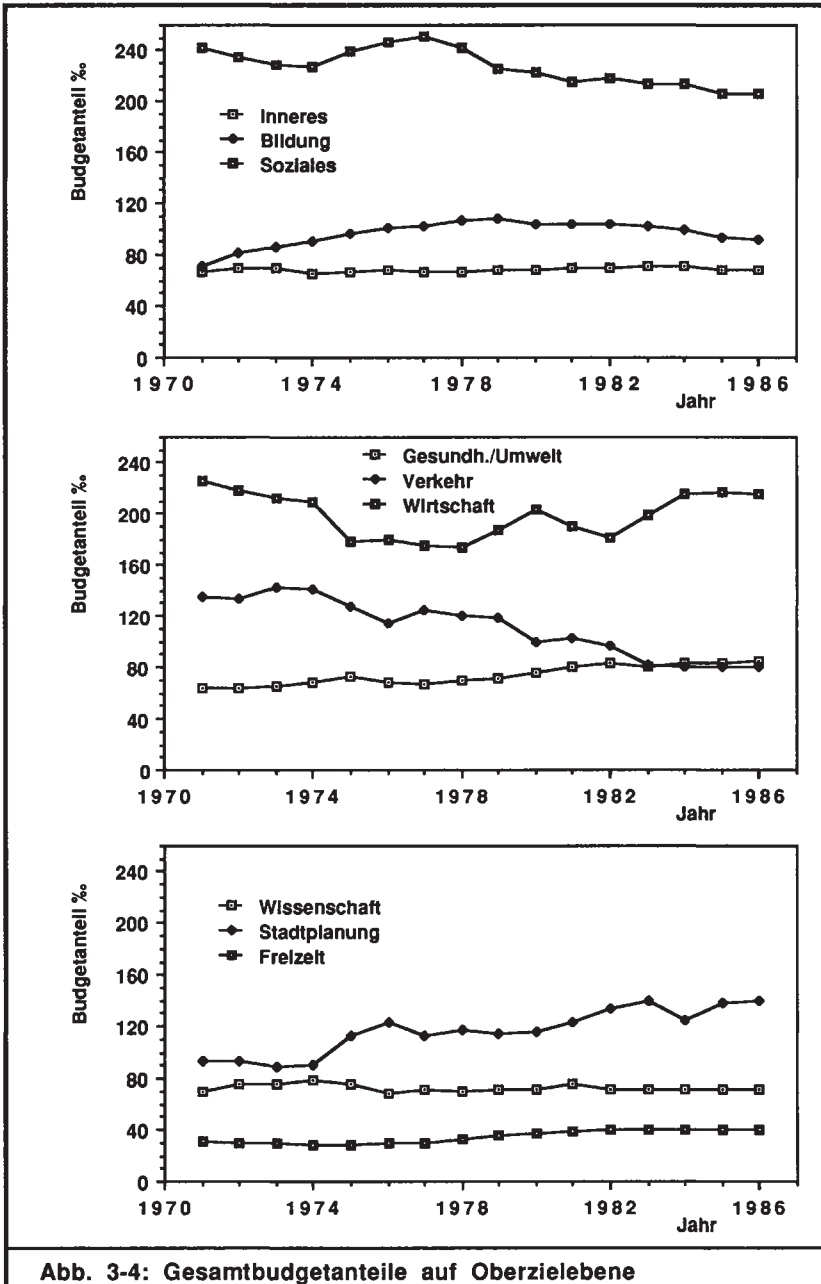 Budgetanteil ‰
240
200
160
120
80
40
0
Inneres
Bildung
Soziales
1970 1974 1978 1982 1986
Jahr
Budgetanteil ‰
240
200
160
120
80
40
0
Gesundh./Umwelt
Verkehr
Wirtschaft
1970 1974 1978 1982 1986
Jahr
Budgetanteil ‰
240
200
160
120
80
40
0
Wissenschaft
Stadtplanung
Freizeit
1970 1974 1978 1982 1986
Jahr
Abb. 3-4: Gesamtbudgetanteile auf Oberzielebene